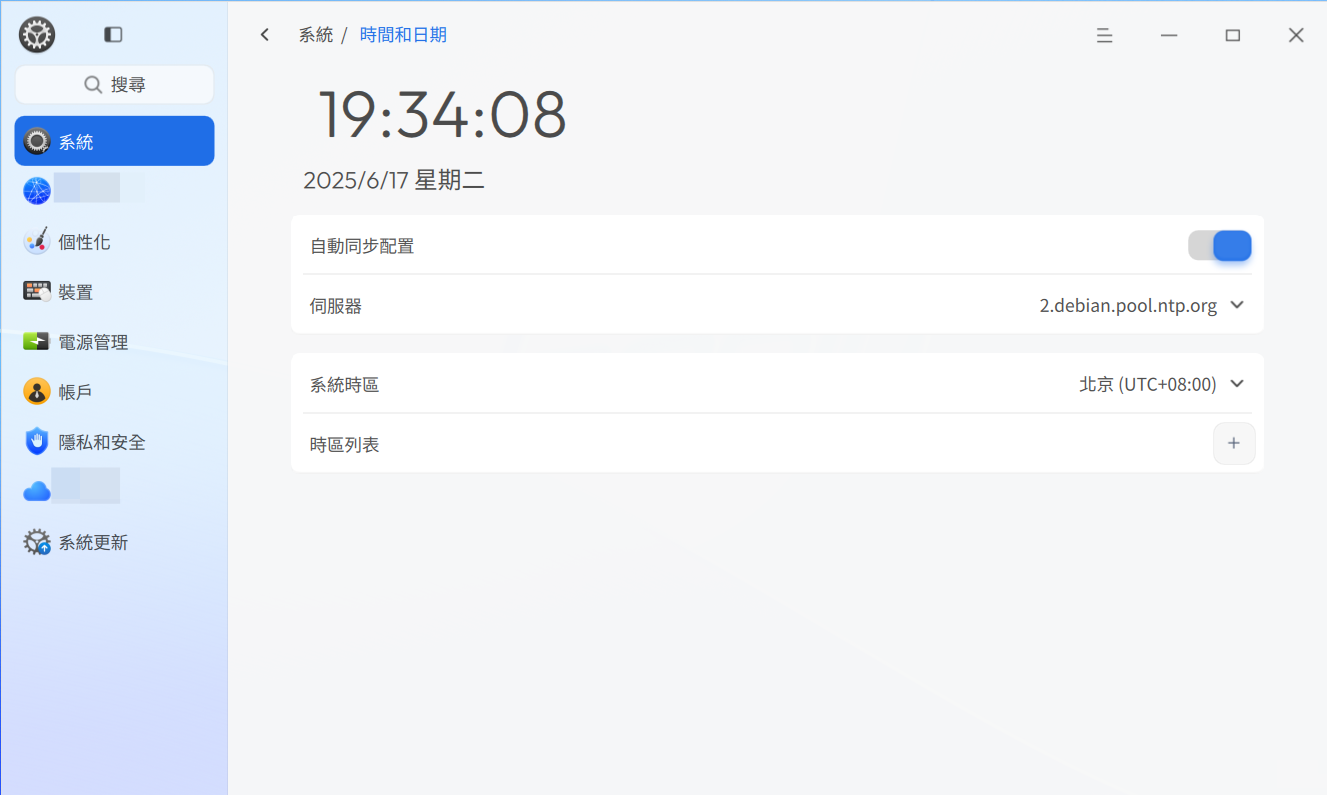 系統 / 時間和日期
搜尋
系統
個性化
裝置
電源管理
帳戶
隱私和安全
系統更新
19:34:08
2025/6/17 星期二
自動同步配置
伺服器 2.debian.pool.ntp.org
系統時區 北京 (UTC+08:00)
時區列表